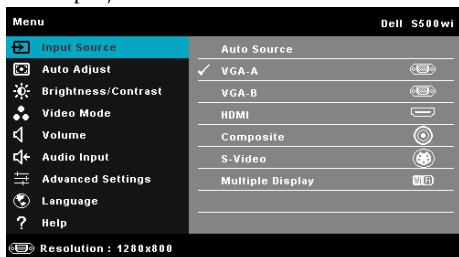 Menu
Dell S500wi
Input Source
Auto Adjust
Brightness/Contrast
Video Mode
Volume
Audio Input
Advanced Settings
Language
? Help
Auto Source
✓ VGA-A
VGA-B
HDMI
Composite
S-Video
Multiple Display WiFi
Resolution : 1280x800